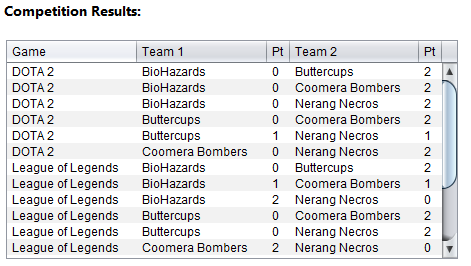 Competition Results:
Game Team 1 Pt Team 2 Pt
DOTA 2 BioHazards 0 Buttercups 2
DOTA 2 BioHazards 0 Coomera Bombers 2
DOTA 2 BioHazards 0 Nerang Necros 2
DOTA 2 Buttercups 0 Coomera Bombers 2
DOTA 2 Buttercups 1 Nerang Necros 1
DOTA 2 Coomera Bombers 0 Nerang Necros 2
League of Legends BioHazards 0 Buttercups 2
League of Legends BioHazards 1 Coomera Bombers 1
League of Legends BioHazards 2 Nerang Necros 0
League of Legends Buttercups 0 Coomera Bombers 2
League of Legends Buttercups 2 Nerang Necros 0
League of Legends Coomera Bombers 2 Nerang Necros 0